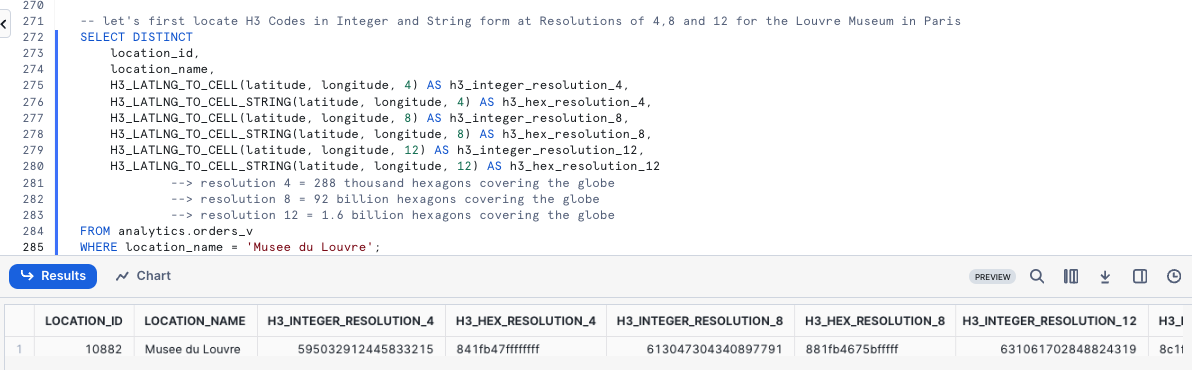 270
271 -- let's first locate H3 Codes in Integer and String form at Resolutions of 4,8 and 12 for the Louvre Museum in Paris
272 SELECT DISTINCT
273 location_id,
274 location_name,
275 H3_LATLNG_TO_CELL(latitude, longitude, 4) AS h3_integer_resolution_4,
276 H3_LATLNG_TO_CELL_STRING(latitude, longitude, 4) AS h3_hex_resolution_4,
277 H3_LATLNG_TO_CELL(latitude, longitude, 8) AS h3_integer_resolution_8,
278 H3_LATLNG_TO_CELL_STRING(latitude, longitude, 8) AS h3_hex_resolution_8,
279 H3_LATLNG_TO_CELL(latitude, longitude, 12) AS h3_integer_resolution_12,
280 H3_LATLNG_TO_CELL_STRING(latitude, longitude, 12) AS h3_hex_resolution_12
281 --> resolution 4 = 288 thousand hexagons covering the globe
282 --> resolution 8 = 92 billion hexagons covering the globe
283 --> resolution 12 = 1.6 billion hexagons covering the globe
284 FROM analytics.orders_v
285 WHERE location_name = 'Musee du Louvre';
Results Chart PREVIEW
LOCATION_ID LOCATION_NAME H3_INTEGER_RESOLUTION_4 H3_HEX_RESOLUTION_4 H3_INTEGER_RESOLUTION_8 H3_HEX_RESOLUTION_8 H3_INTEGER_RESOLUTION_12
1 10882 Musee du Louvre 595032912445833215 841fb47ffffffff 613047304340897791 881fb4675bfffff 631061702848824319